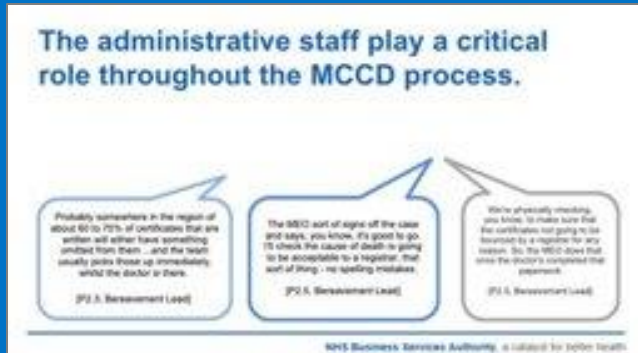 The administrative staff play a critical
role throughout the MCCD process.
Probably somewhere in the region of
about 60 to 70% of certificates that are
written will either have something
omitted from them ... and the team
usually picks those up immediately,
whilst the doctor is there.
[P2.5, Bereavement Lead]
The MEO sort of signs off the case
and says, you know, it's good to go.
I'll check the cause of death is going
to be acceptable to a registrar, that
sort of thing - no spelling mistakes.
[P2.5, Bereavement Lead]
We're physically checking,
you know, to make sure that
the certificates not going to be
bounced by a registrar for any
reason. So, the MEO does that
once the doctor's completed that
paperwork.
[P2.5, Bereavement Lead]
NHS Business Services Authority, a catalyst for better health